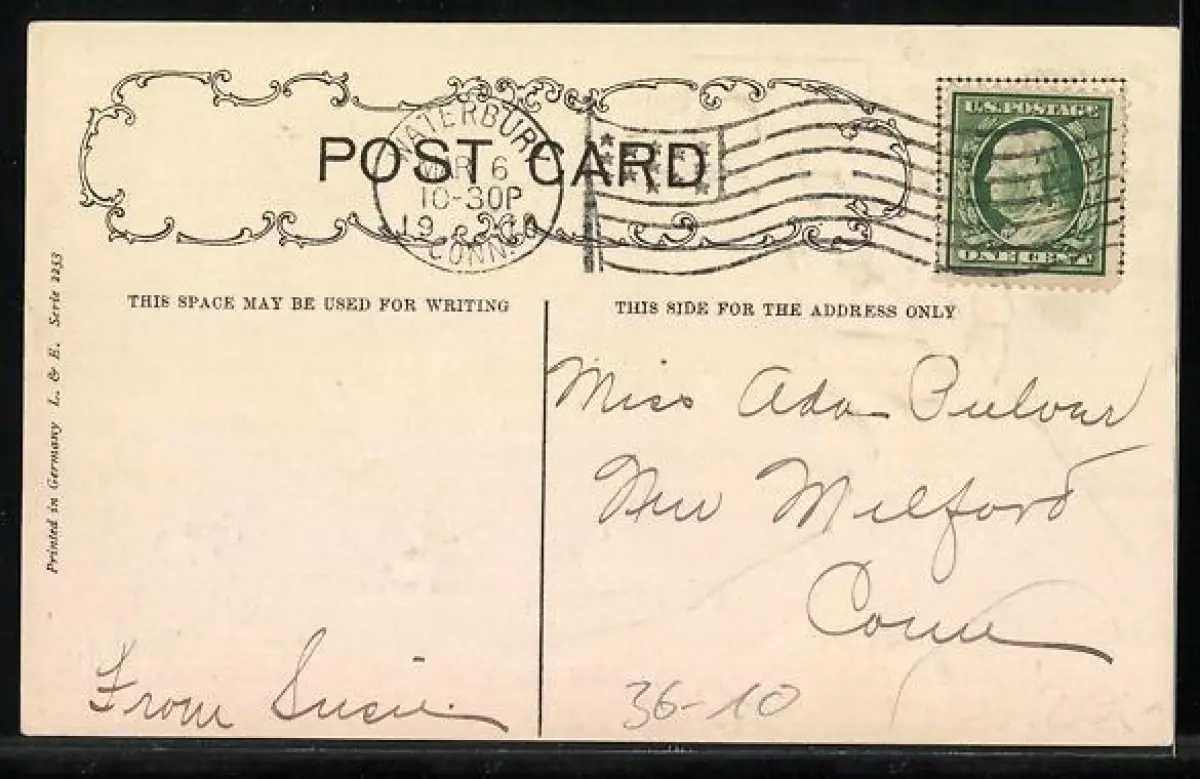 POST CARD
WATERBURY
MAR 6
10-30P
1910
CONN.
U.S. POSTAGE
ONE CENT
Printed in Germany L. & E. Serie 2233
THIS SPACE MAY BE USED FOR WRITING
THIS SIDE FOR THE ADDRESS ONLY
Miss Ada Pulvar
New Milford
Conn
From Susie.
36-10